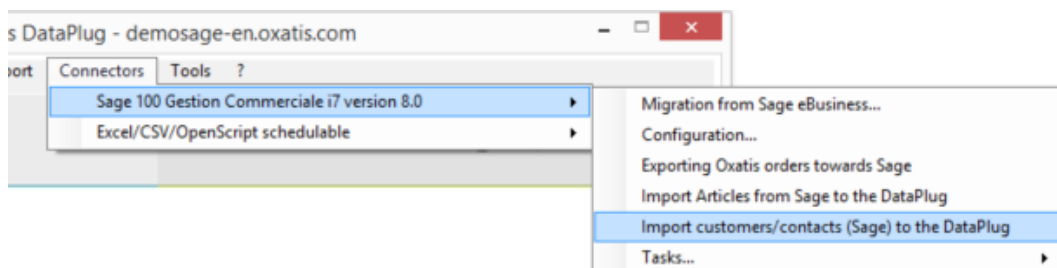 s DataPlug - demosage-en.oxatis.com
port Connectors Tools ?
Sage 100 Gestion Commerciale i7 version 8.0
Excel/CSV/OpenScript schedulable
Migration from Sage eBusiness...
Configuration...
Exporting Oxatis orders towards Sage
Import Articles from Sage to the DataPlug
Import customers/contacts (Sage) to the DataPlug
Tasks...